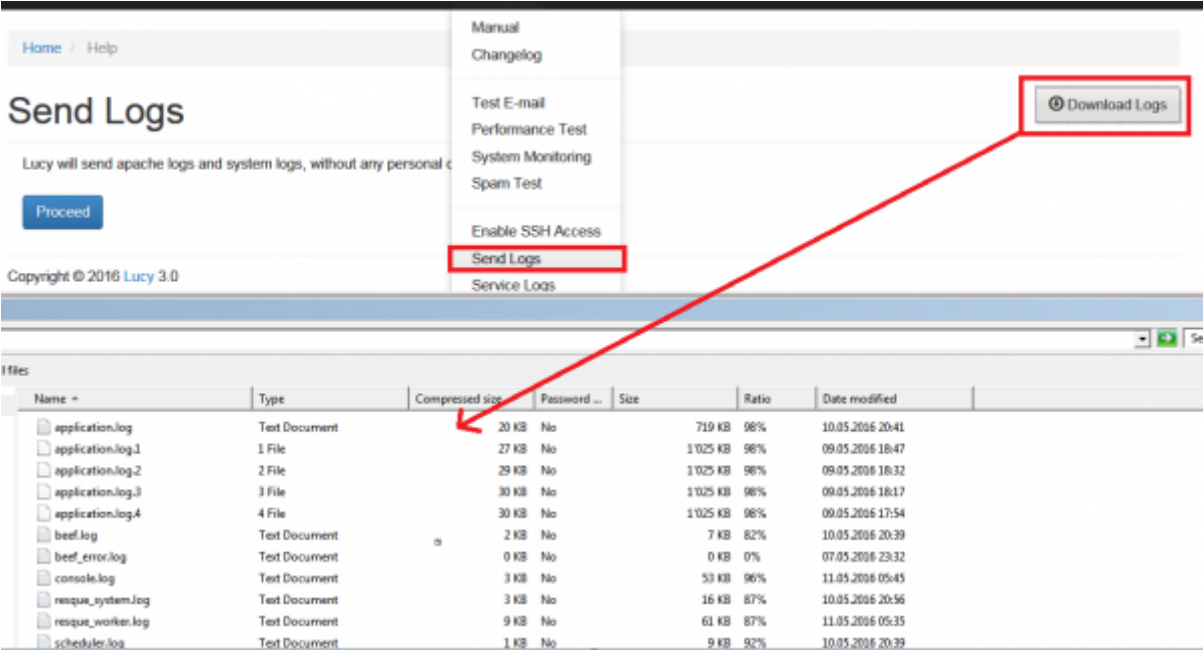 Manual
Home / Help
Changelog
Send Logs
Test E-mail
Download Logs
Performance Test
System Monitoring
Lucy will send apache logs and system logs, without any personal
Spam Test
Proceed
Enable SSH Access
Send Logs
Copyright © 2016 Lucy 3.0
Service Logs
files
Name Type Compressed size Password ... Size Ratio Date modified
application.log Text Document 20 KB No 719 KB 98% 10.05.2016 20:41
application.log.1 1 File 27 KB No 1'025 KB 98% 09.05.2016 18:47
application.log.2 2 File 29 KB No 1'025 KB 98% 09.05.2016 18:32
application.log.3 3 File 30 KB No 1'025 KB 98% 09.05.2016 18:17
application.log.4 4 File 30 KB No 1'025 KB 98% 09.05.2016 17:54
beef.log Text Document 2 KB No 7 KB 82% 10.05.2016 20:39
beef_error.log Text Document 0 KB No 0 KB 0% 07.05.2016 23:32
console.log Text Document 3 KB No 53 KB 96% 11.05.2016 05:45
resque_system.log Text Document 3 KB No 16 KB 87% 10.05.2016 20:56
resque_worker.log Text Document 9 KB No 61 KB 87% 11.05.2016 05:35
scheduler.log Text Document 1 KB No 9 KB 92% 10.05.2016 20:39